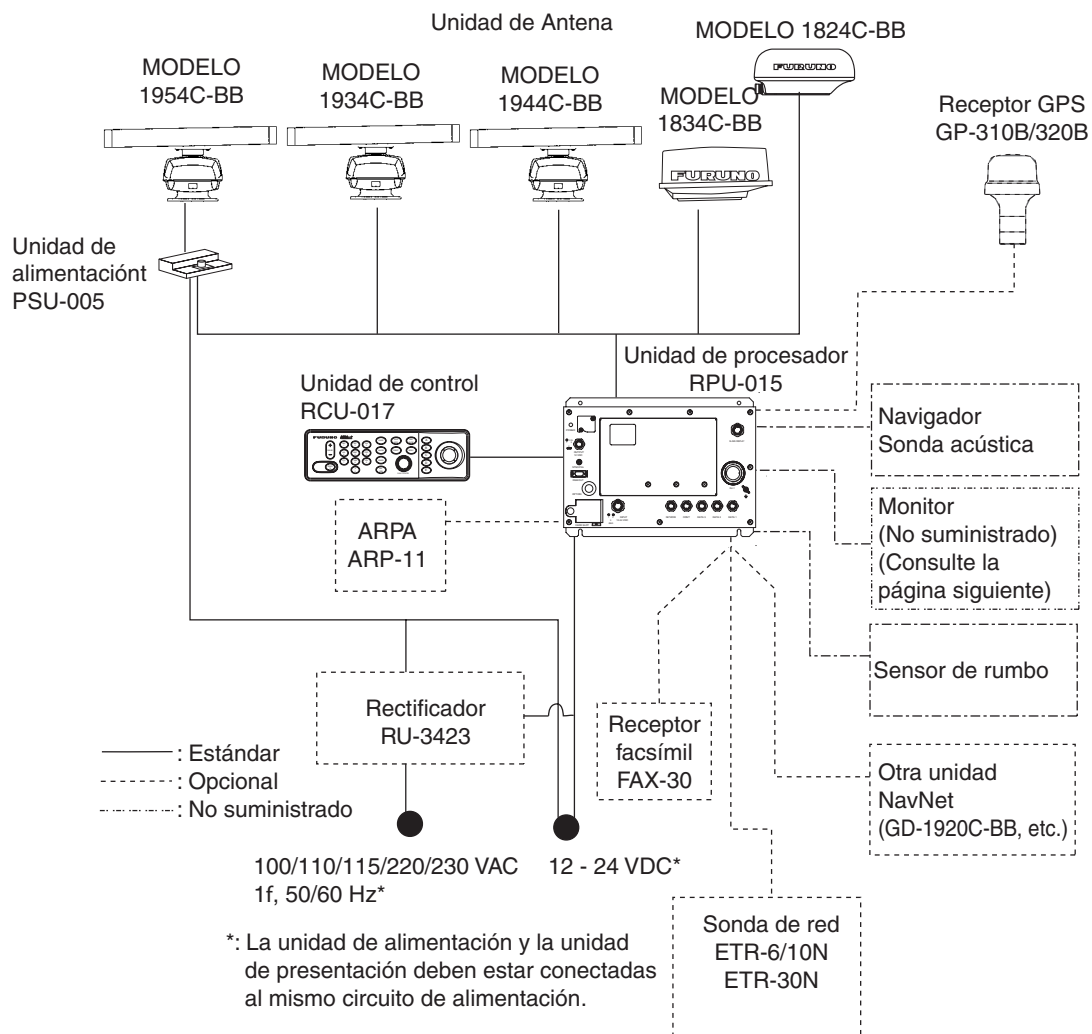 Unidad de Antena
MODELO 1824C-BB
FURUNO
MODELO
1954C-BB
MODELO
1934C-BB
MODELO
1944C-BB
MODELO
1834C-BB
FURUNO
Receptor GPS
GP-310B/320B
Unidad de
alimentaciónt
PSU-005
Unidad de procesador
RPU-015
Unidad de control
RCU-017
FURUNO
Navigador
Sonda acústica
Monitor
(No suministrado)
(Consulte la
página siguiente)
ARPA
ARP-11
Sensor de rumbo
Rectificador
RU-3423
Receptor
facsímil
FAX-30
Otra unidad
NavNet
(GD-1920C-BB, etc.)
: Estándar
: Opcional
: No suministrado
100/110/115/220/230 VAC
1f, 50/60 Hz*
12 - 24 VDC*
Sonda de red
ETR-6/10N
ETR-30N
*: La unidad de alimentación y la unidad
de presentación deben estar conectadas
al mismo circuito de alimentación.